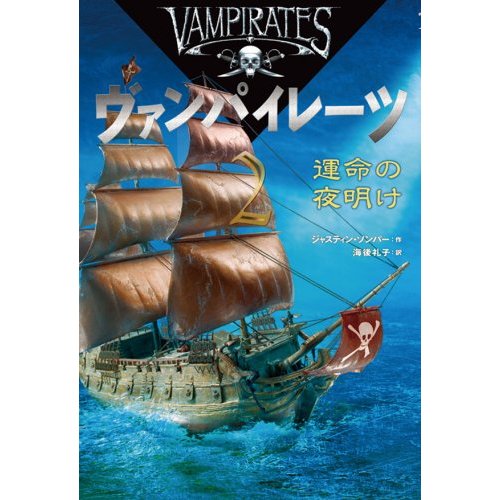 VAMPIRATES
ヴァンパイレーツ
2
運命の
夜明け
ジャスティン・ソンパー・作
海後礼子・訳